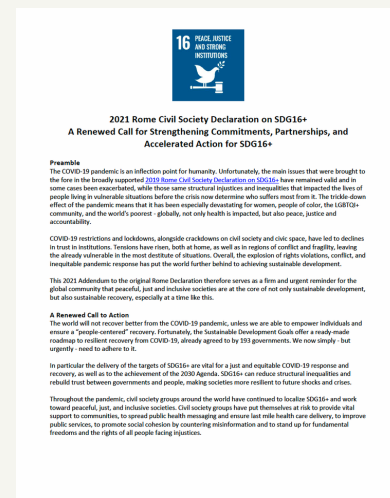 16 PEACE, JUSTICE
AND STRONG
INSTITUTIONS
2021 Rome Civil Society Declaration on SDG16+
A Renewed Call for Strengthening Commitments, Partnerships, and
Accelerated Action for SDG16+
Preamble
The COVID-19 pandemic is an inflection point for humanity. Unfortunately, the main issues that were brought to
the fore in the broadly supported 2019 Rome Civil Society Declaration on SDG16+ have remained valid and in
some cases been exacerbated, while those same structural injustices and inequalities that impacted the lives of
people living in vulnerable situations before the crisis now determine who suffers most from it. The trickle-down
effect of the pandemic means that it has been especially devastating for women, people of color, the LGBTQI+
community, and the world's poorest - globally, not only health is impacted, but also peace, justice and
accountability.
COVID-19 restrictions and lockdowns, alongside crackdowns on civil society and civic space, have led to declines
in trust in institutions. Tensions have risen, both at home, as well as in regions of conflict and fragility, leaving
the already vulnerable in the most destitute of situations. Overall, the explosion of rights violations, conflict, and
inequitable pandemic response has put the world further behind to achieving sustainable development.
This 2021 Addendum to the original Rome Declaration therefore serves as a firm and urgent reminder for the
global community that peaceful, just and inclusive societies are at the core of not only sustainable development,
but also sustainable recovery, especially at a time like this.
A Renewed Call to Action
The world will not recover better from the COVID-19 pandemic, unless we are able to empower individuals and
ensure a "people-centered" recovery. Fortunately, the Sustainable Development Goals offer a ready-made
roadmap to resilient recovery from COVID-19, already agreed to by 193 governments. We now simply - but
urgently - need to adhere to it.
In particular the delivery of the targets of SDG16+ are vital for a just and equitable COVID-19 response and
recovery, as well as to the achievement of the 2030 Agenda. SDG16+ can reduce structural inequalities and
rebuild trust between governments and people, making societies more resilient to future shocks and crises.
Throughout the pandemic, civil society groups around the world have continued to localize SDG16+ and work
toward peaceful, just, and inclusive societies. Civil society groups have put themselves at risk to provide vital
support to communities, to spread public health messaging and ensure last mile health care delivery, to improve
public services, to promote social cohesion by countering misinformation and to stand up for fundamental
freedoms and the rights of all people facing injustices.